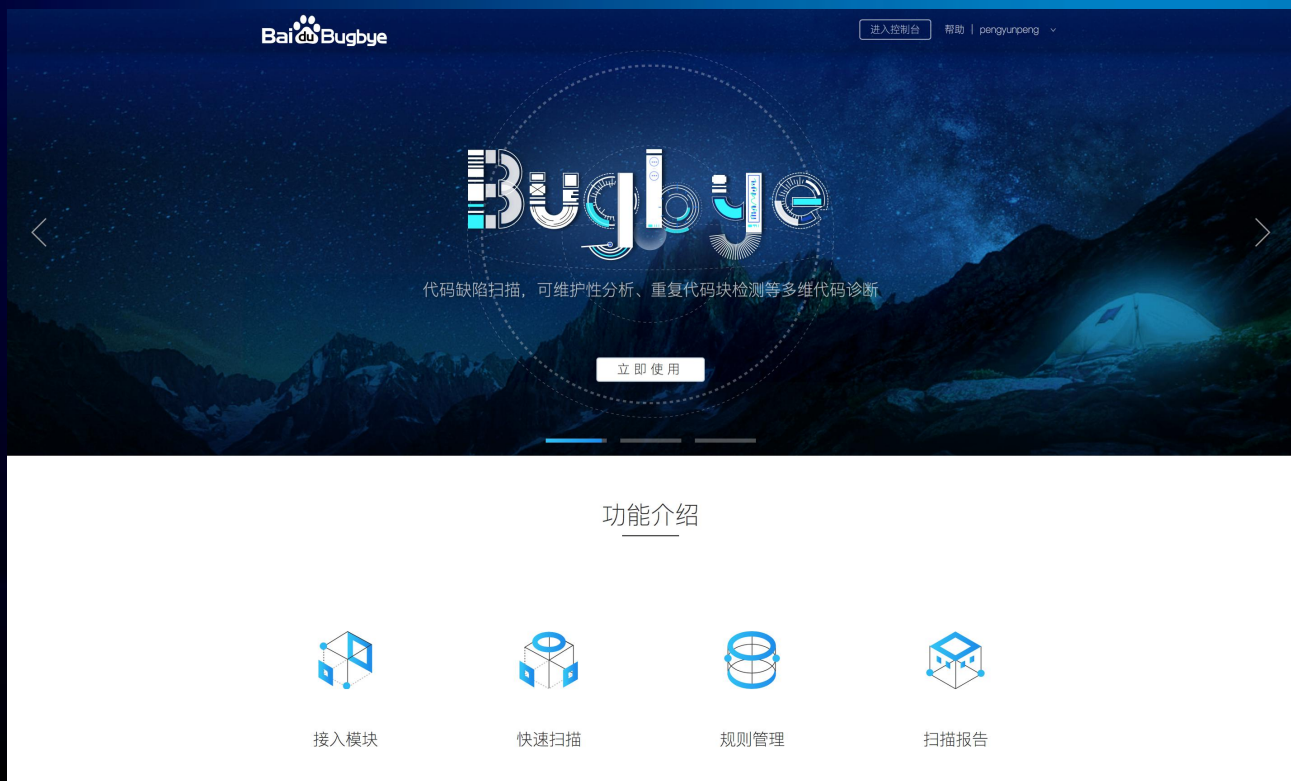 Bai du Bugbye
进入控制台 帮助 | pengyunpeng
Bugbye
代码缺陷扫描，可维护性分析、重复代码块检测等多维代码诊断
立即使用
功能介绍
接入模块 快速扫描 规则管理 扫描报告